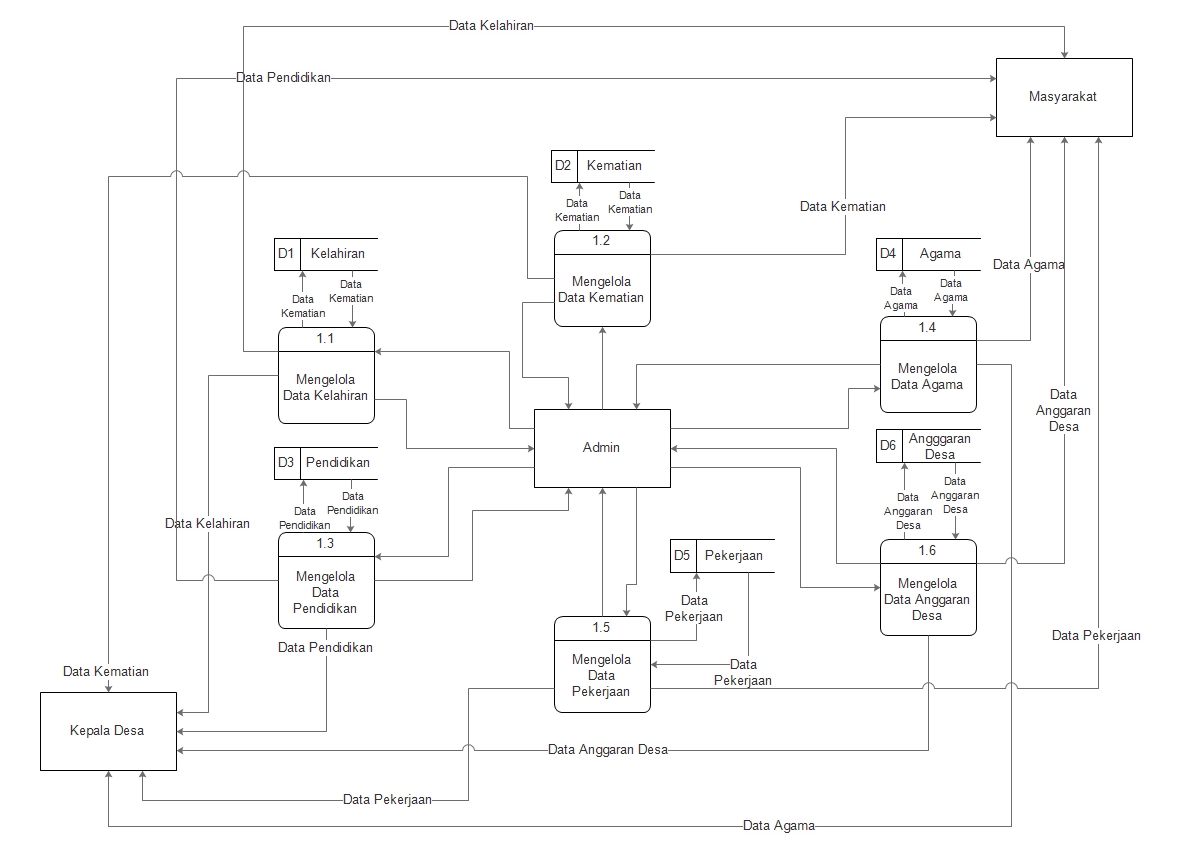 Data Kelahiran
Data Pendidikan
Masyarakat
D2 Kematian
Data
Kematian
Data
Kematian
Data Kematian
1.2
Mengelola
Data Kematian
D1 Kelahiran
Data
Kematian
Data
Kematian
D4 Agama
Data
Agama
Data
Agama
Data Agama
1.1
Mengelola
Data Kelahiran
1.4
Mengelola
Data Agama
Data
Anggaran
Desa
Admin
D3 Pendidikan
Data
Pendidikan
Data
Pendidikan
D6 Angggaran
Desa
Data
Anggaran
Desa
Data
Anggaran
Desa
Data Kelahiran
1.3
Mengelola
Data
Pendidikan
D5 Pekerjaan
Data
Pekerjaan
Data
Pekerjaan
1.6
Mengelola
Data Anggaran
Desa
1.5
Mengelola
Data
Pekerjaan
Data Pekerjaan
Data Pendidikan
Data Kematian
Kepala Desa
Data Anggaran Desa
Data Pekerjaan
Data Agama